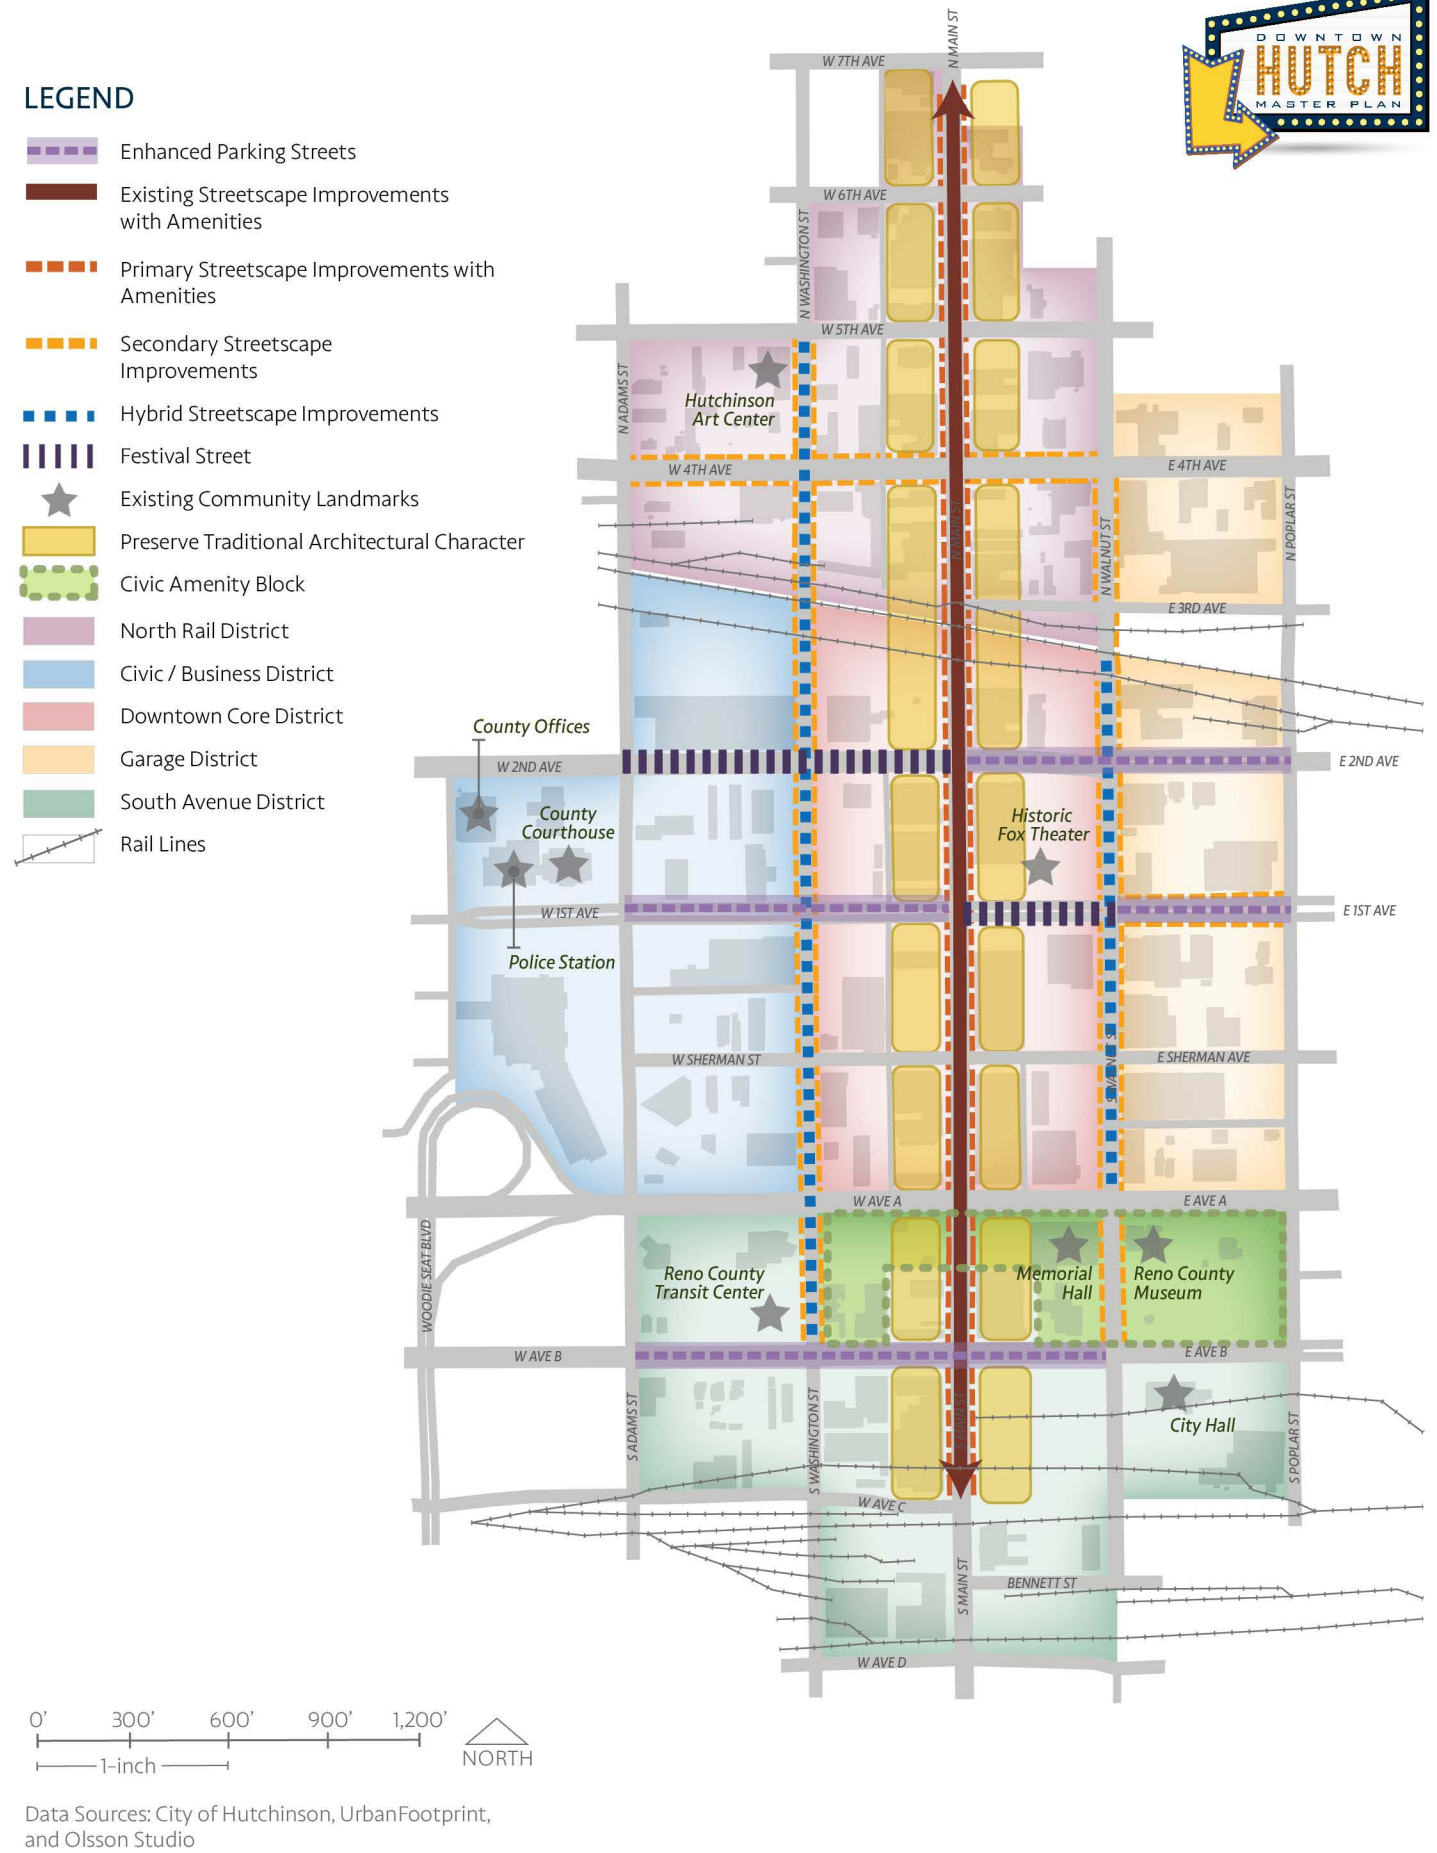 DOWNTOWN
HUTCH
MASTER PLAN
LEGEND
Enhanced Parking Streets
Existing Streetscape Improvements
with Amenities
Primary Streetscape Improvements with
Amenities
Secondary Streetscape
Improvements
Hybrid Streetscape Improvements
Festival Street
Existing Community Landmarks
Preserve Traditional Architectural Character
Civic Amenity Block
North Rail District
Civic / Business District
Downtown Core District
Garage District
South Avenue District
Rail Lines
N MAIN ST
W 7TH AVE
W 6TH AVE
N WASHINGTON ST
W 5TH AVE
N ADAMS ST
Hutchinson
Art Center
W 4TH AVE
E 4TH AVE
N MAIN ST
N WALNUT ST
N POPLAR ST
E 3RD AVE
County Offices
W 2ND AVE
E 2ND AVE
County
Courthouse
Historic
Fox Theater
W 1ST AVE
E 1ST AVE
Police Station
W SHERMAN ST
E SHERMAN AVE
S WALNUT ST
W AVE A
E AVE A
WOODIE SEAT BLVD
Reno County
Transit Center
Memorial
Hall
Reno County
Museum
W AVE B
E AVE B
S ADAMS ST
S WASHINGTON ST
S MAIN ST
City Hall
S POPLAR ST
W AVE C
S MAIN ST
BENNETT ST
W AVE D
0' 300' 600' 900' 1,200'
1-inch
NORTH
Data Sources: City of Hutchinson, UrbanFootprint,
and Olsson Studio